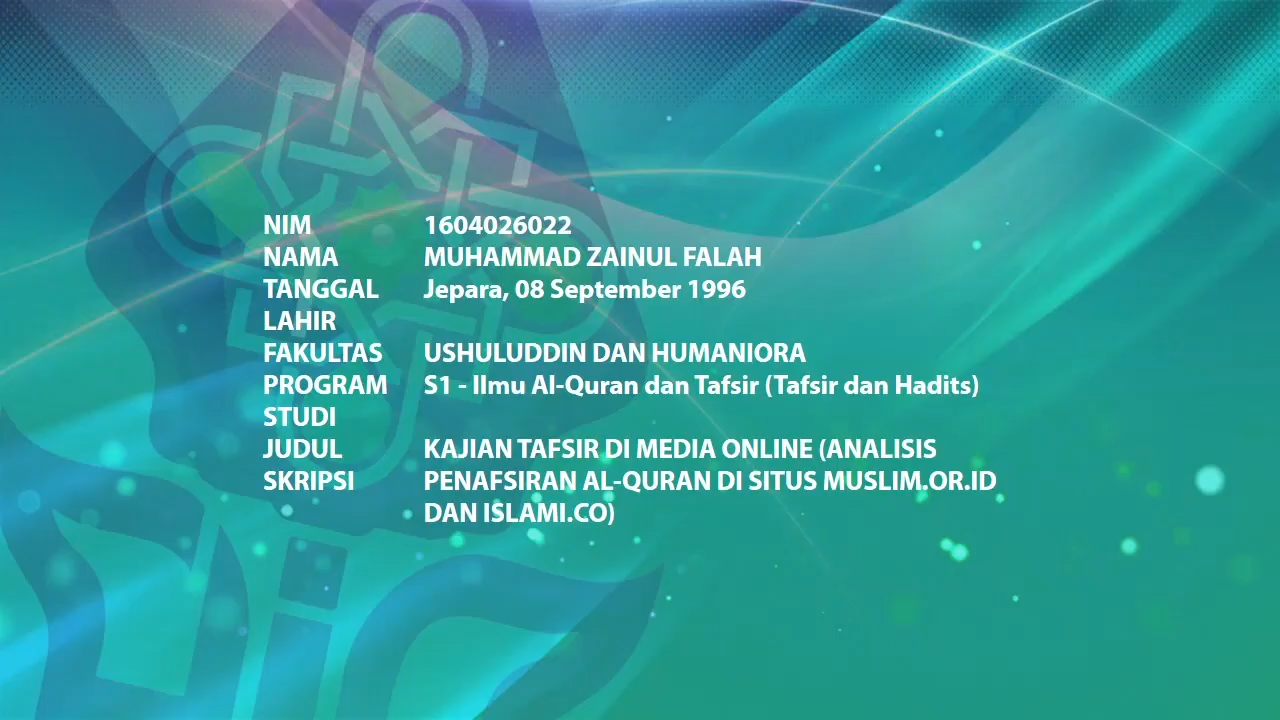 NIM 1604026022
NAMA MUHAMMAD ZAINUL FALAH
TANGGAL LAHIR Jepara, 08 September 1996
FAKULTAS USHULUDDIN DAN HUMANIORA
PROGRAM STUDI S1 - Ilmu Al-Quran dan Tafsir (Tafsir dan Hadits)
JUDUL SKRIPSI KAJIAN TAFSIR DI MEDIA ONLINE (ANALISIS
PENAFSIRAN AL-QURAN DI SITUS MUSLIM.OR.ID
DAN ISLAMI.CO)